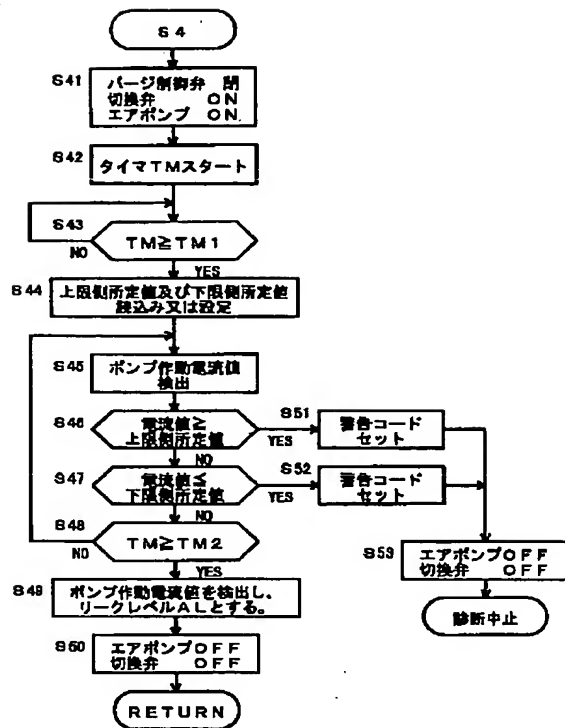 S4
S41
パージ制御弁 閉
切換弁 ON
エアポンプ ON
S42
タイマTMスタート
S43
TM≧TM1
NO
YES
S44
上限側所定値及び下限側所定値
読込み又は設定
S45
ポンプ作動電流値
検出
S46
電流値≧
上限側所定値
YES
NO
S51
警告コード
セット
S47
電流値≦
下限側所定値
YES
NO
S52
警告コード
セット
S48
TM≧TM2
NO
YES
S53
エアポンプOFF
切換弁 OFF
診断中止
S49
ポンプ作動電流値を検出し、
リークレベルALとする。
S50
エアポンプOFF
切換弁 OFF
RETURN